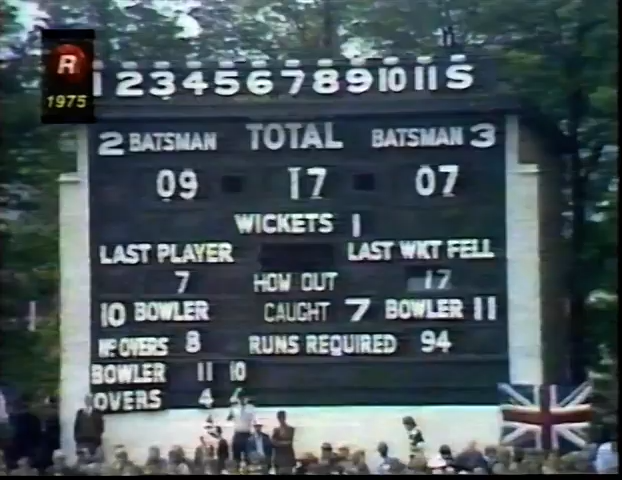 R
1975
1 2 3 4 5 6 7 8 9 10 11 S
2 BATSMAN TOTAL BATSMAN 3
09 17 07
WICKETS 1
LAST PLAYER LAST WKT FELL
7 HOW OUT 17
10 BOWLER CAUGHT 7 BOWLER 11
No OVERS 8 RUNS REQUIRED 94
BOWLER 11 10
OVERS 4 4